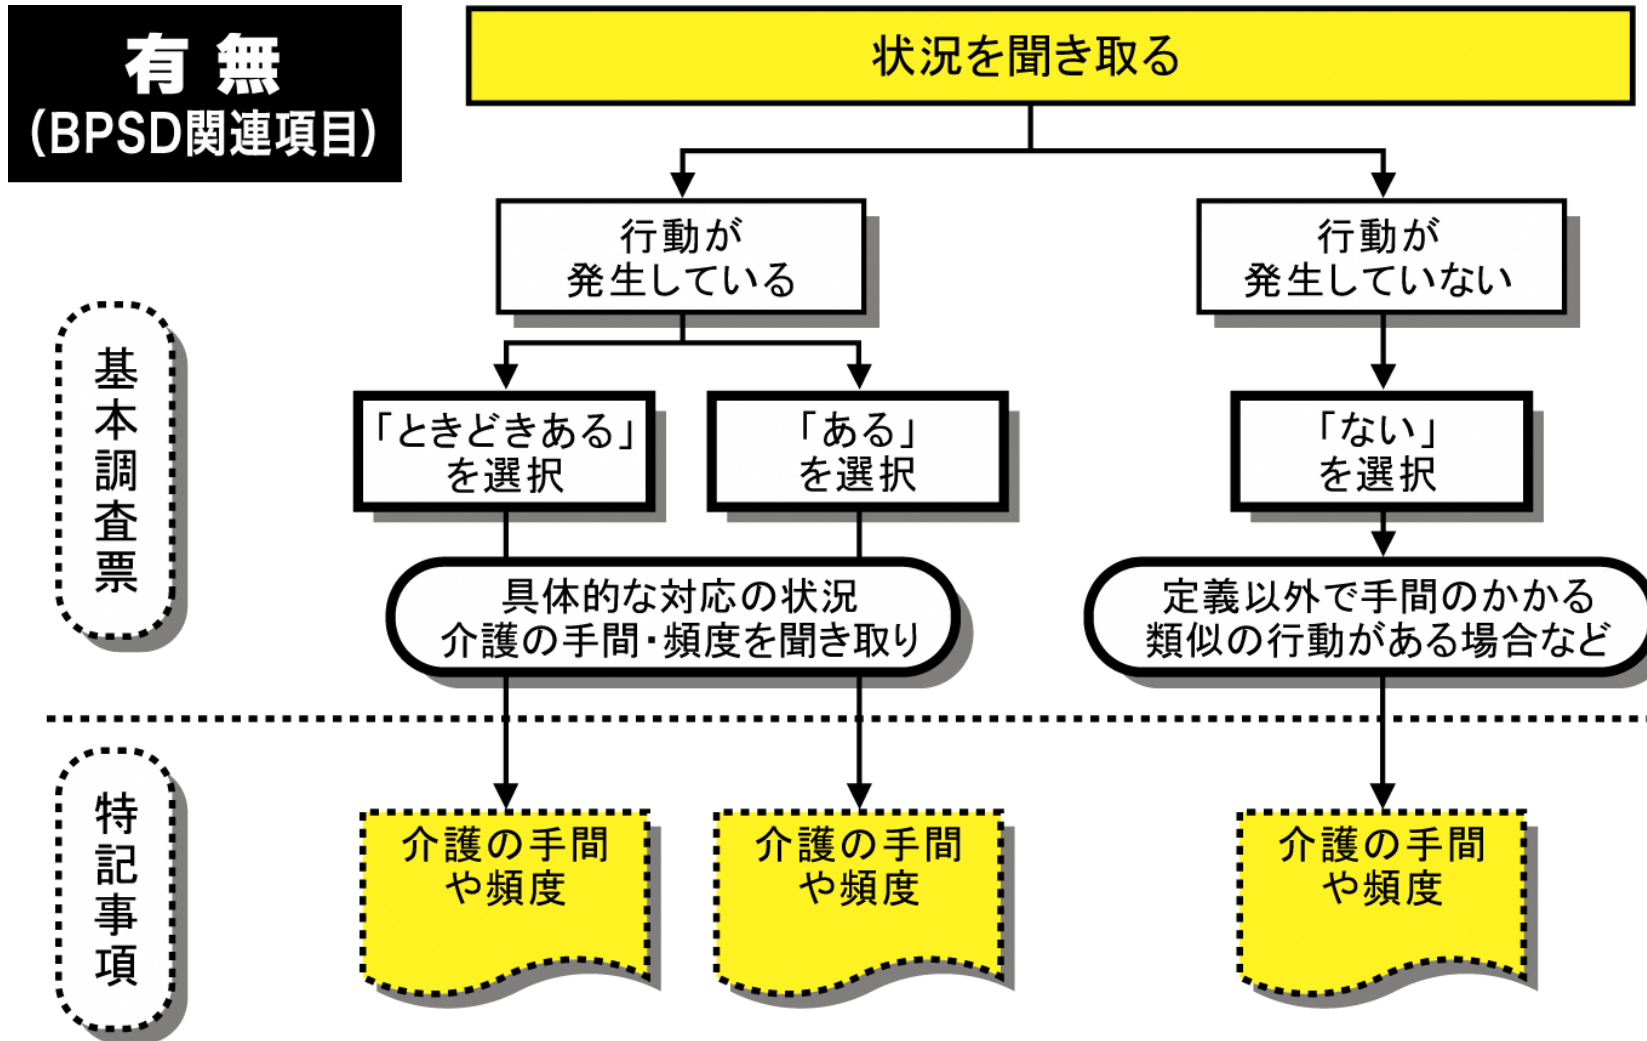 有 無
（BPSD関連項目）
状況を聞き取る
行動が
発生している
行動が
発生していない
基本調査票
「ときどきある」
を選択
「ある」
を選択
「ない」
を選択
具体的な対応の状況
介護の手間・頻度を聞き取り
定義以外で手間のかかる
類似の行動がある場合など
特記事項
介護の手間
や頻度
介護の手間
や頻度
介護の手間
や頻度